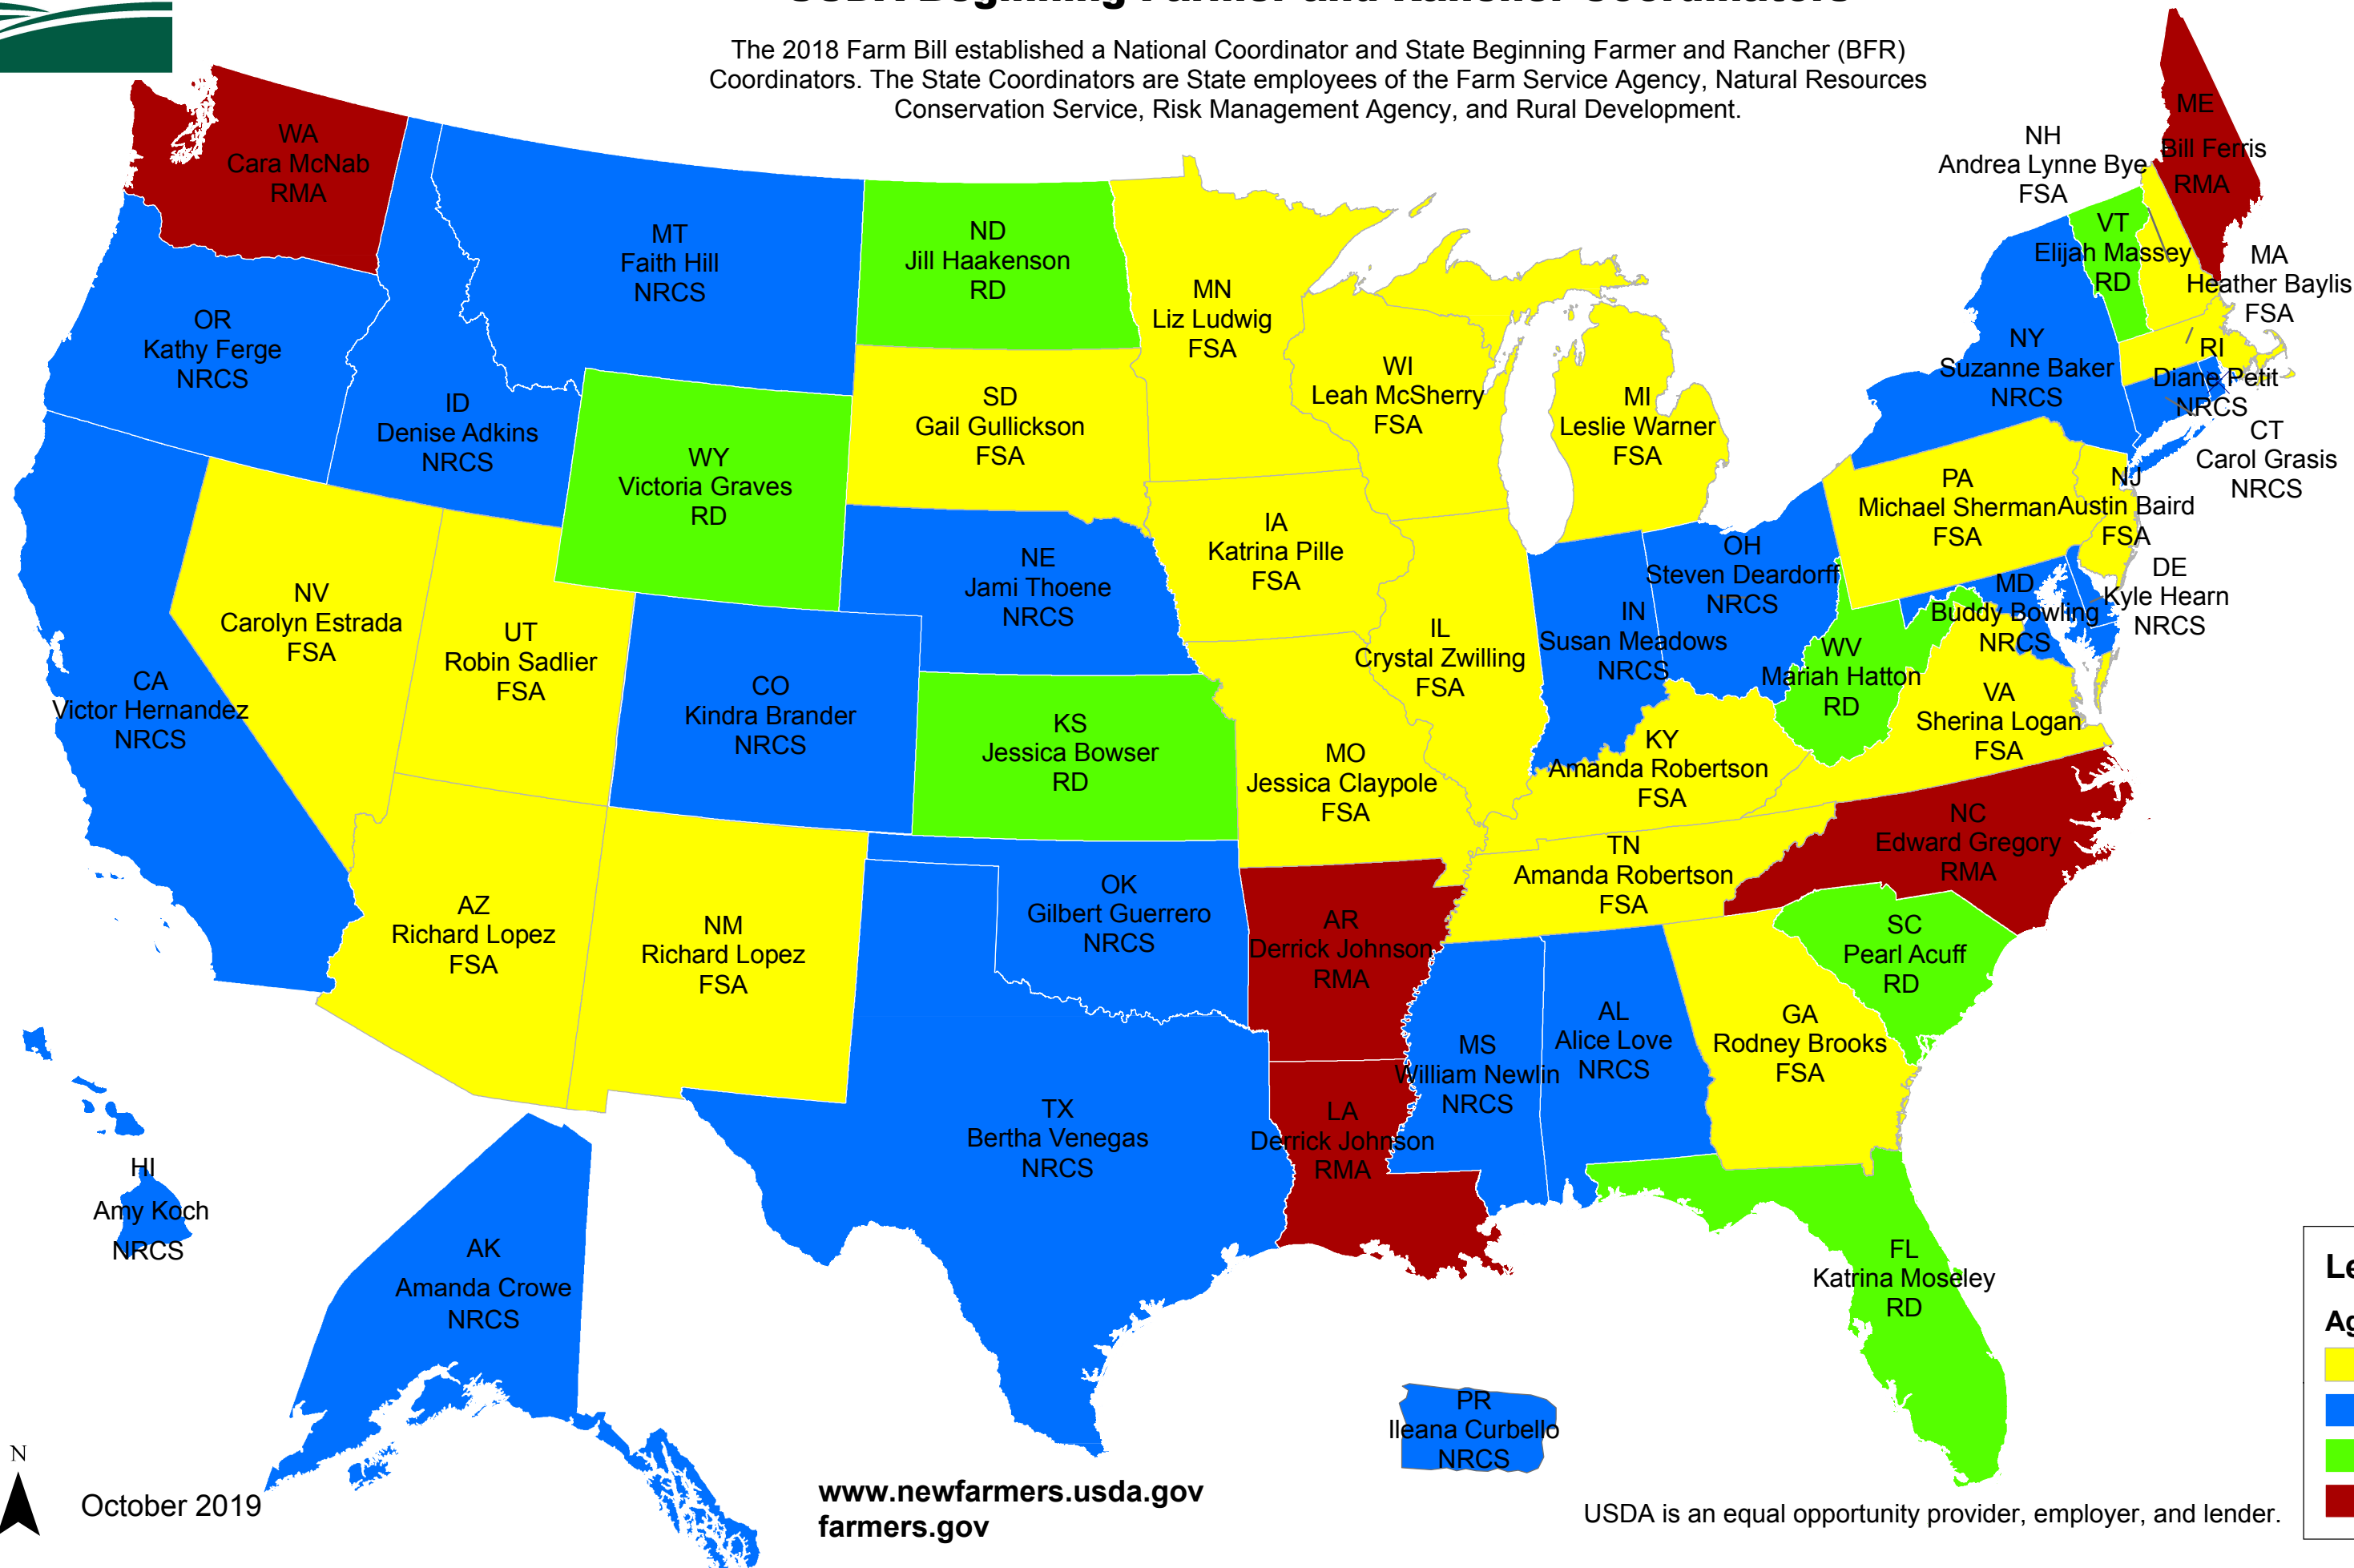 USDA Beginning Farmer and Rancher Coordinators
The 2018 Farm Bill established a National Coordinator and State Beginning Farmer and Rancher (BFR)
Coordinators. The State Coordinators are State employees of the Farm Service Agency, Natural Resources
Conservation Service, Risk Management Agency, and Rural Development.
WA
Cara McNab
RMA
OR
Kathy Ferge
NRCS
ID
Denise Adkins
NRCS
MT
Faith Hill
NRCS
ND
Jill Haakenson
RD
MN
Liz Ludwig
FSA
WI
Leah McSherry
FSA
MI
Leslie Warner
FSA
NY
Suzanne Baker
NRCS
VT
Elijah Massey
RD
NH
Andrea Lynne Bye
FSA
ME
Bill Ferris
RMA
MA
Heather Baylis
FSA
RI
Diane Petit
NRCS
CT
Carol Grasis
NRCS
SD
Gail Gullickson
FSA
WY
Victoria Graves
RD
NE
Jami Thoene
NRCS
IA
Katrina Pille
FSA
IL
Crystal Zwilling
FSA
IN
Susan Meadows
NRCS
OH
Steven Deardorff
NRCS
PA
Michael Sherman
FSA
NJ
Austin Baird
FSA
DE
Kyle Hearn
NRCS
MD
Buddy Bowling
NRCS
WV
Mariah Hatton
RD
VA
Sherina Logan
FSA
CA
Victor Hernandez
NRCS
NV
Carolyn Estrada
FSA
UT
Robin Sadlier
FSA
CO
Kindra Brander
NRCS
KS
Jessica Bowser
RD
MO
Jessica Claypole
FSA
KY
Amanda Robertson
FSA
TN
Amanda Robertson
FSA
NC
Edward Gregory
RMA
SC
Pearl Acuff
RD
AZ
Richard Lopez
FSA
NM
Richard Lopez
FSA
OK
Gilbert Guerrero
NRCS
AR
Derrick Johnson
RMA
TX
Bertha Venegas
NRCS
LA
Derrick Johnson
RMA
MS
William Newlin
NRCS
AL
Alice Love
NRCS
GA
Rodney Brooks
FSA
FL
Katrina Moseley
RD
HI
Amy Koch
NRCS
AK
Amanda Crowe
NRCS
PR
Ileana Curbello
NRCS
N
October 2019
www.newfarmers.usda.gov
farmers.gov
USDA is an equal opportunity provider, employer, and lender.